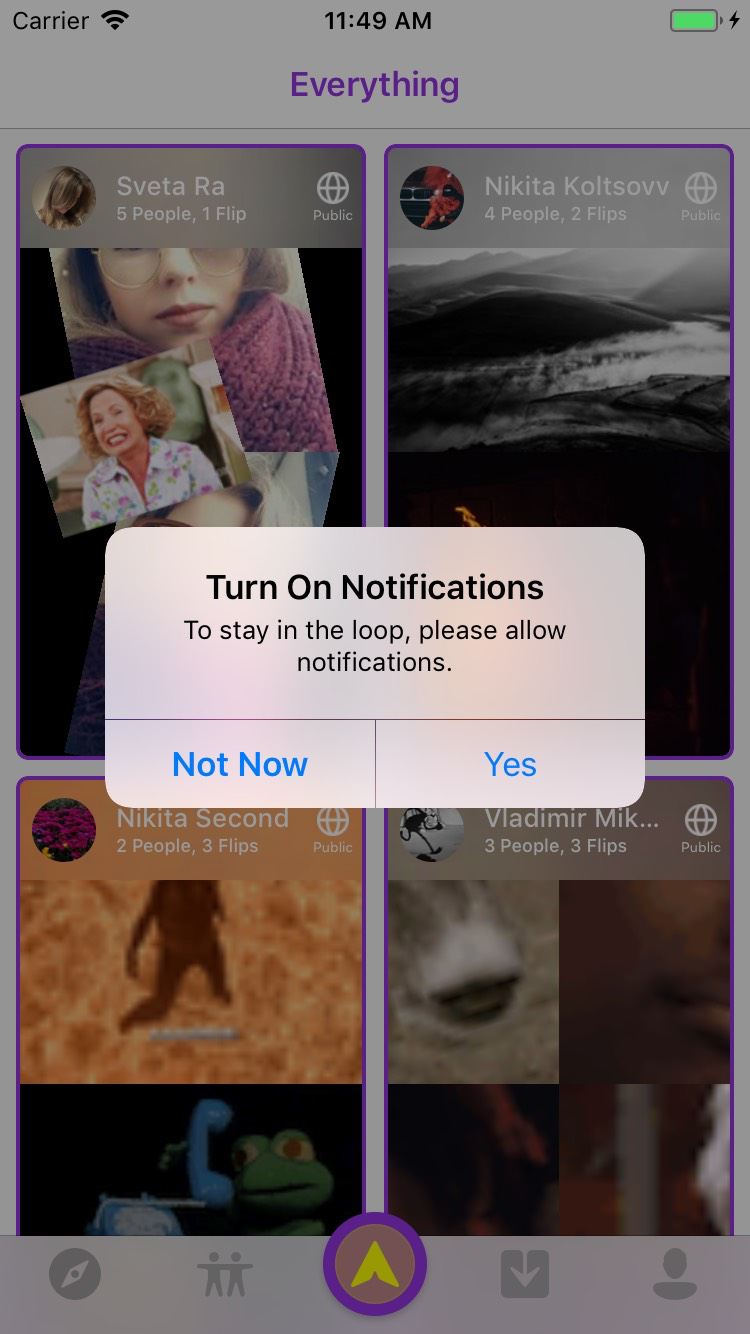 Carrier
11:49 AM
Everything
Sveta Ra
5 People, 1 Flip
Public
Nikita Koltsovv
4 People, 2 Flips
Public
Turn On Notifications
To stay in the loop, please allow
notifications.
Not Now
Yes
Nikita Second
2 People, 3 Flips
Public
Vladimir Mik...
3 People, 3 Flips
Public